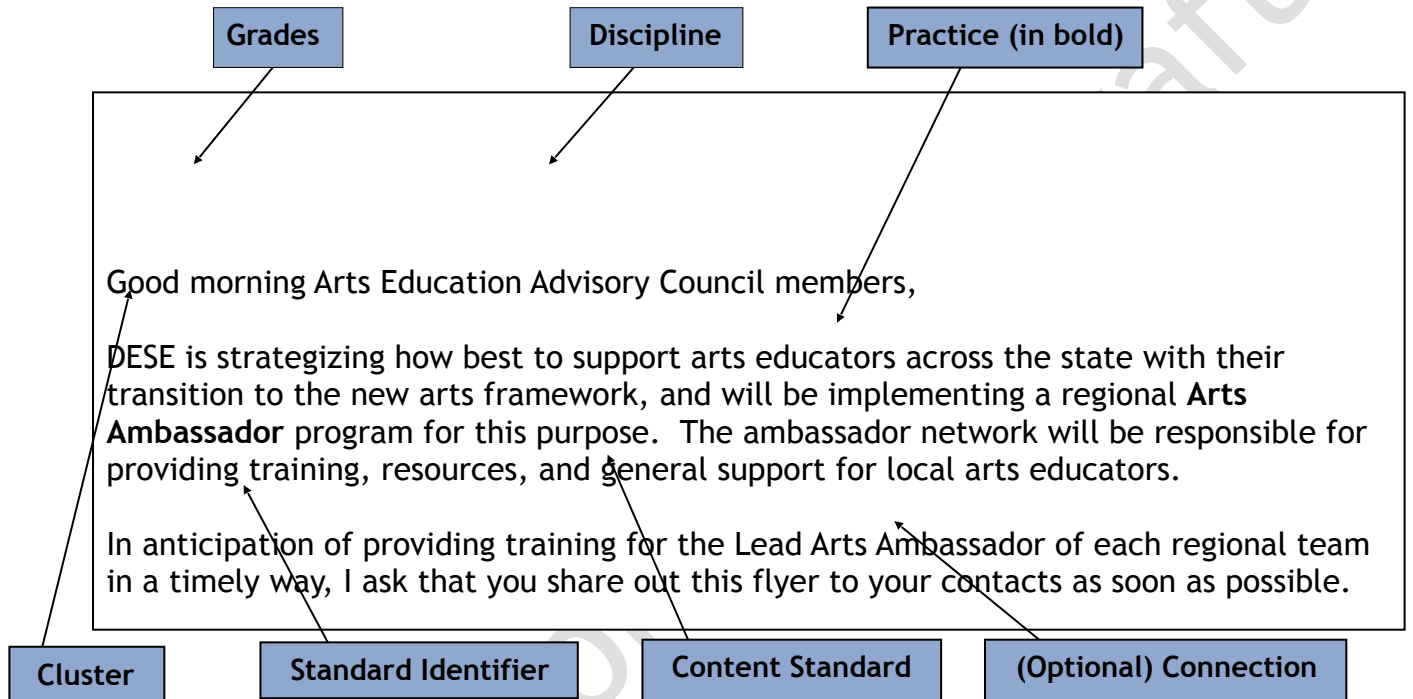 Grades
Discipline
Practice (in bold)
Good morning Arts Education Advisory Council members,
DESE is strategizing how best to support arts educators across the state with their
transition to the new arts framework, and will be implementing a regional Arts
Ambassador program for this purpose.  The ambassador network will be responsible for
providing training, resources, and general support for local arts educators.
In anticipation of providing training for the Lead Arts Ambassador of each regional team
in a timely way, I ask that you share out this flyer to your contacts as soon as possible.
Cluster
Standard Identifier
Content Standard
(Optional) Connection